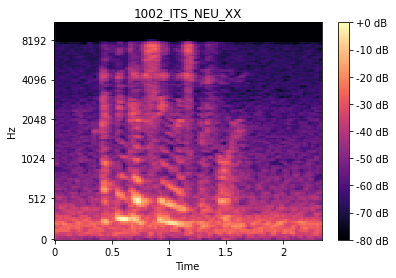 1002_ITS_NEU_XX
Hz
8192
4096
2048
1024
512
0
0
0.5
1
1.5
2
Time
+0 dB
-10 dB
-20 dB
-30 dB
-40 dB
-50 dB
-60 dB
-70 dB
-80 dB